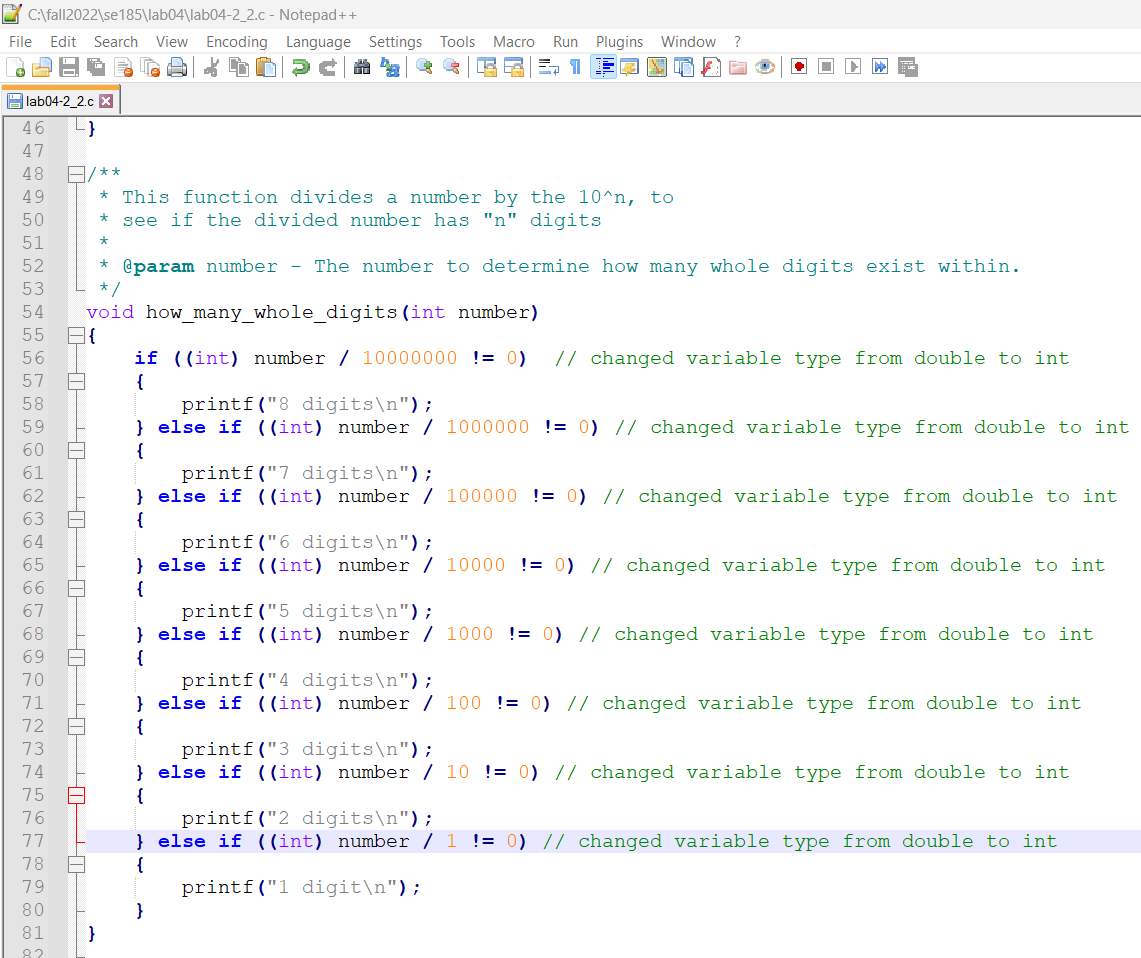 C:\fall2022\se185\lab04\lab04-2_2.c - Notepad++
File Edit Search View Encoding Language Settings Tools Macro Run Plugins Window ?
lab04-2_2.c
46 }
47
48 /**
49  * This function divides a number by the 10^n, to
50  * see if the divided number has "n" digits
51  *
52  * @param number - The number to determine how many whole digits exist within.
53  */
54 void how_many_whole_digits(int number)
55 {
56     if ((int) number / 10000000 != 0)  // changed variable type from double to int
57     {
58         printf("8 digits\n");
59     } else if ((int) number / 1000000 != 0) // changed variable type from double to int
60     {
61         printf("7 digits\n");
62     } else if ((int) number / 100000 != 0) // changed variable type from double to int
63     {
64         printf("6 digits\n");
65     } else if ((int) number / 10000 != 0) // changed variable type from double to int
66     {
67         printf("5 digits\n");
68     } else if ((int) number / 1000 != 0) // changed variable type from double to int
69     {
70         printf("4 digits\n");
71     } else if ((int) number / 100 != 0) // changed variable type from double to int
72     {
73         printf("3 digits\n");
74     } else if ((int) number / 10 != 0) // changed variable type from double to int
75     {
76         printf("2 digits\n");
77     } else if ((int) number / 1 != 0) // changed variable type from double to int
78     {
79         printf("1 digit\n");
80     }
81 }
82